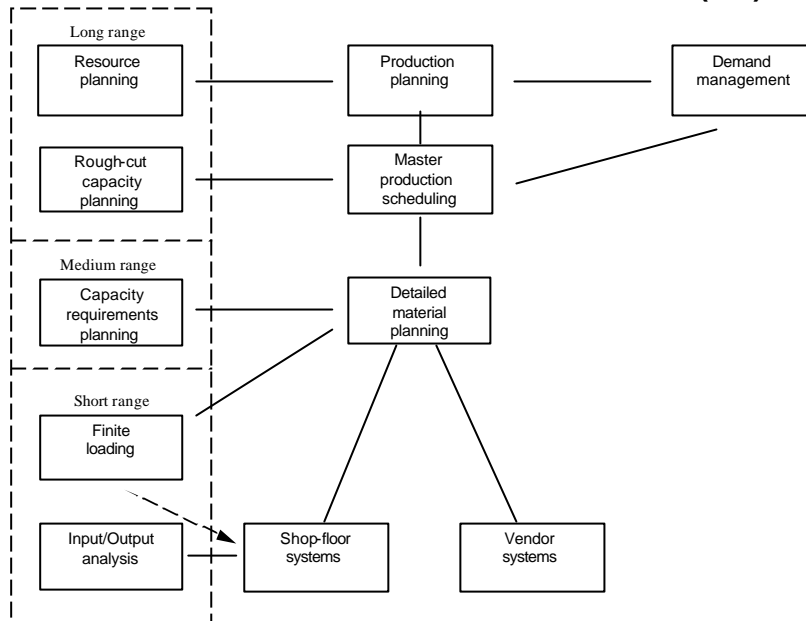 Long range
Resource
planning
Production
planning
Demand
management
Rough-cut
capacity
planning
Master
production
scheduling
Medium range
Capacity
requirements
planning
Detailed
material
planning
Short range
Finite
loading
Input/Output
analysis
Shop-floor
systems
Vendor
systems